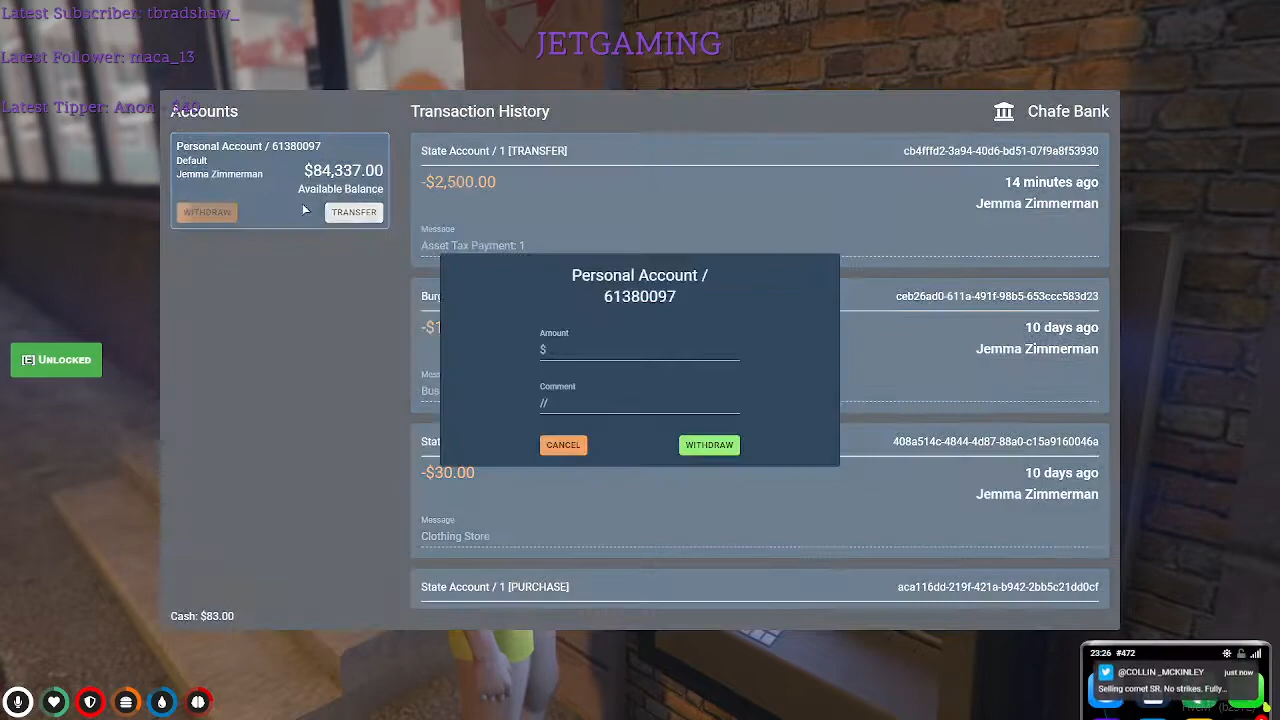 Latest Subscriber: tbradshaw_
Latest Follower: maca_13
Latest Tipper: Anon - $40
JETGAMING
Accounts
Personal Account / 61380097
Default
Jemma Zimmerman
$84,337.00
Available Balance
WITHDRAW
TRANSFER
Cash: $83.00
Transaction History
Chafe Bank
State Account / 1 [TRANSFER]
cb4fffd2-3a94-40d6-bd51-07f9a8f53930
-$2,500.00
14 minutes ago
Jemma Zimmerman
Message
Asset Tax Payment: 1
ceb26ad0-611a-491f-98b5-653ccc583d23
10 days ago
Jemma Zimmerman
408a514c-4844-4d87-88a0-c15a9160046a
-$30.00
10 days ago
Jemma Zimmerman
Message
Clothing Store
State Account / 1 [PURCHASE]
aca116dd-219f-421a-b942-2bb5c21dd0cf
Personal Account /
61380097
Amount
$
Comment
//
CANCEL
WITHDRAW
[E] UNLOCKED
23:26 #472
@COLLIN_MCKINLEY
just now
Selling comet SR. No strikes. Fully...